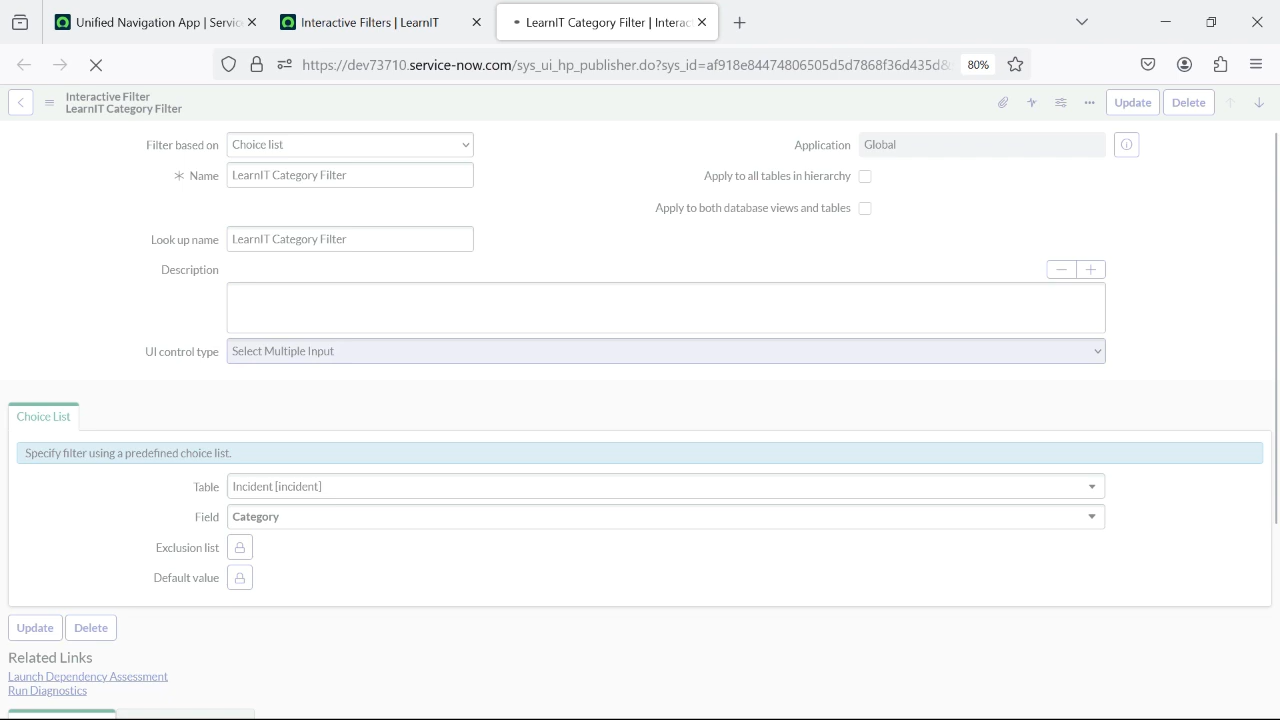 Unified Navigation App | Servic
Interactive Filters | LearnIT
LearnIT Category Filter | Interac
https://dev73710.service-now.com/sys_ui_hp_publisher.do?sys_id=af918e84474806505d5d7868f36d435d8
80%
Interactive Filter
LearnIT Category Filter
Update
Delete
Filter based on
Choice list
Application
Global
Name
LearnIT Category Filter
Apply to all tables in hierarchy
Apply to both database views and tables
Look up name
LearnIT Category Filter
Description
UI control type
Select Multiple Input
Choice List
Specify filter using a predefined choice list.
Table
Incident [incident]
Field
Category
Exclusion list
Default value
Update
Delete
Related Links
Launch Dependency Assessment
Run Diagnostics